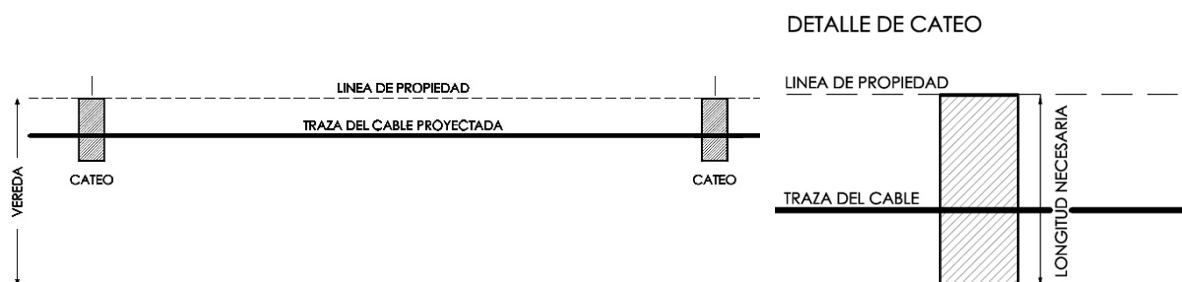 DETALLE DE CATEO
LINEA DE PROPIEDAD
TRAZA DEL CABLE PROYECTADA
CATEO
CATEO
VEREDA
LINEA DE PROPIEDAD
TRAZA DEL CABLE
LONGITUD NECESARIA